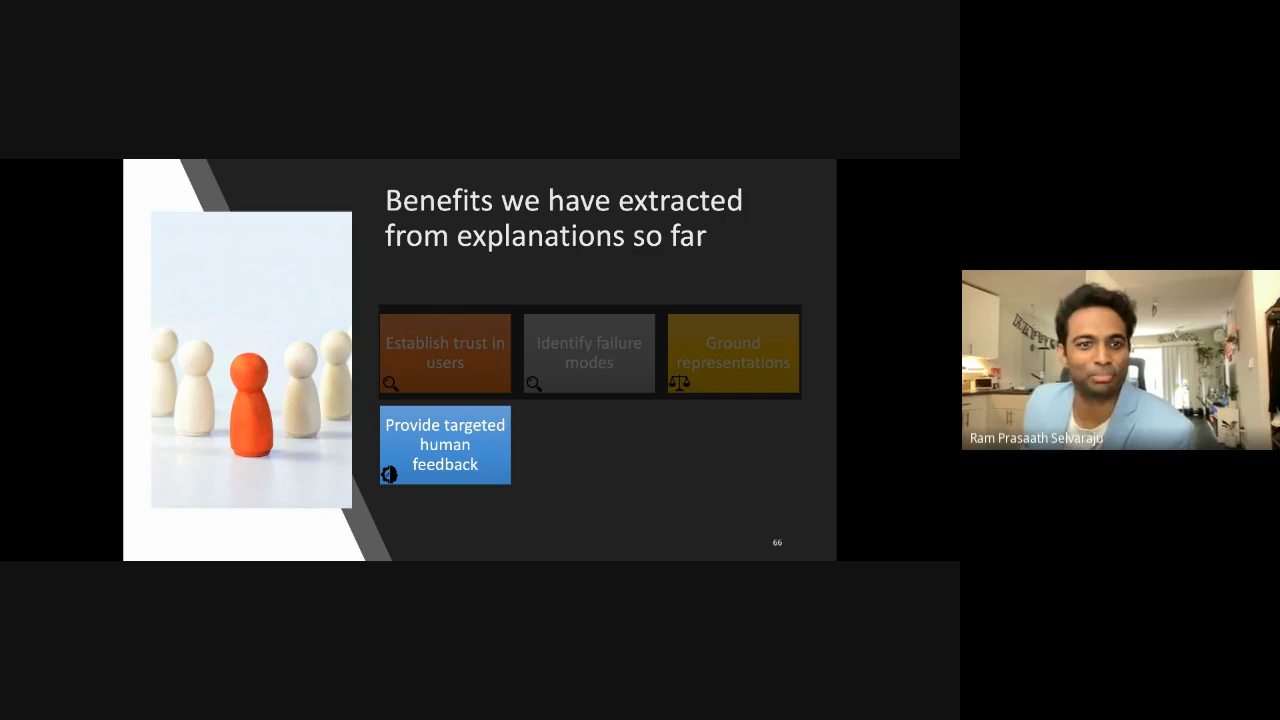 Benefits we have extracted
from explanations so far
Establish trust in
users
Identify failure
modes
Ground
representations
Provide targeted
human
feedback
66
Ram Prasaath Selvaraju